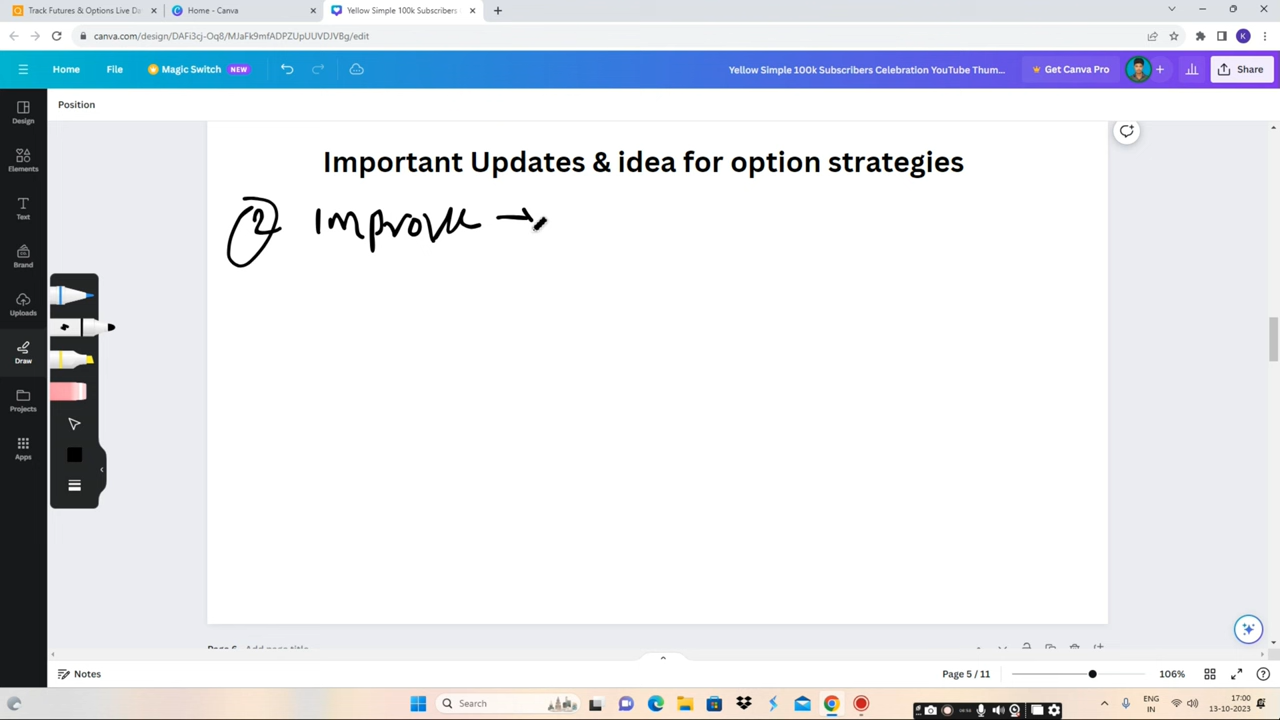 Track Futures & Options Live Da
Home - Canva
Yellow Simple 100k Subscribers
canva.com/design/DAFi3cj-Oq8/MJaFk9mfADPZUpUUVDJVBg/edit
K
Home
File
Magic Switch
NEW
Yellow Simple 100k Subscribers Celebration YouTube Thum...
Get Canva Pro
Share
Position
Design
Elements
Text
Brand
Uploads
Draw
Projects
Apps
Important Updates & idea for option strategies
2 Improve →
Add page title
Notes
Page 5 / 11
106%
Search
ENG
IN
17:00
13-10-2023